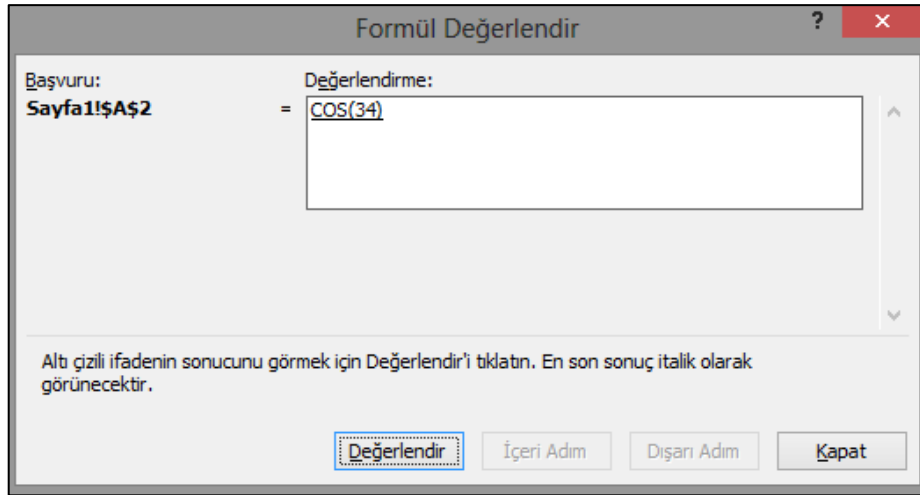 Formül Değerlendir
?
Başvuru:
Değerlendirme:
Sayfa1!$A$2
=
COS(34)
Altı çizili ifadenin sonucunu görmek için Değerlendir'i tıklatın. En son sonuç italik olarak
görünecektir.
Değerlendir
İçeri Adım
Dışarı Adım
Kapat